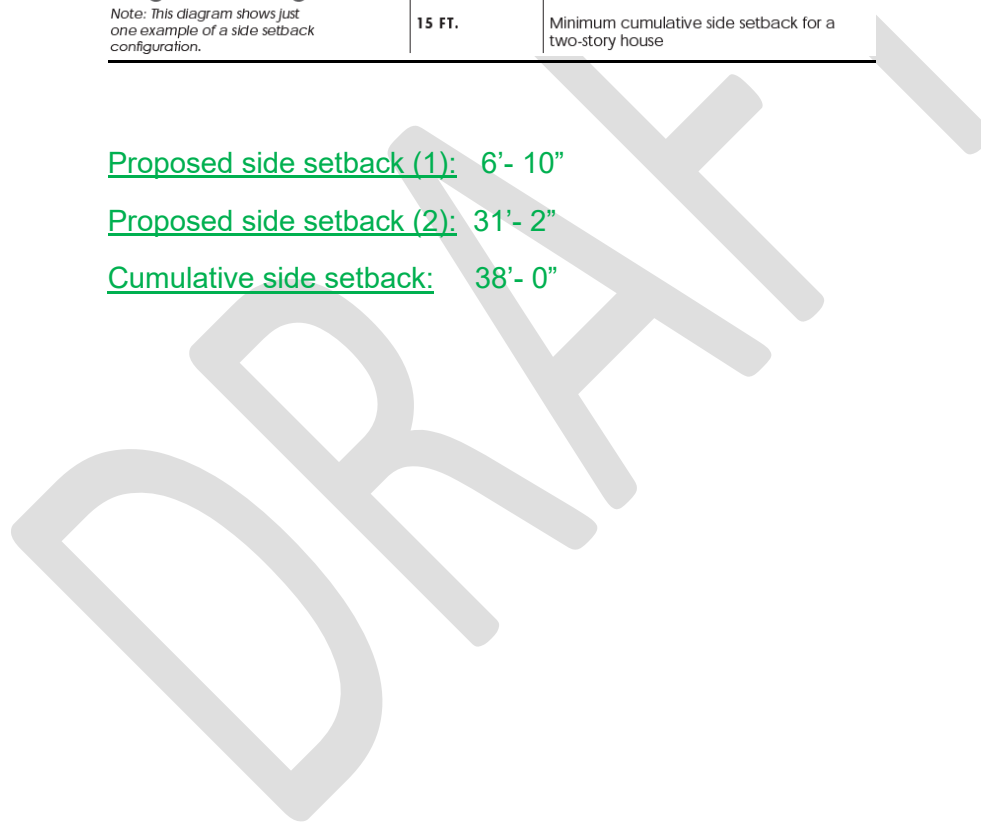 Note: This diagram shows just
one example of a side setback
configuration.
15 FT.
Minimum cumulative side setback for a
two-story house
Proposed side setback (1): 6’- 10”
Proposed side setback (2): 31’- 2”
Cumulative side setback: 38’- 0”
DRAFT